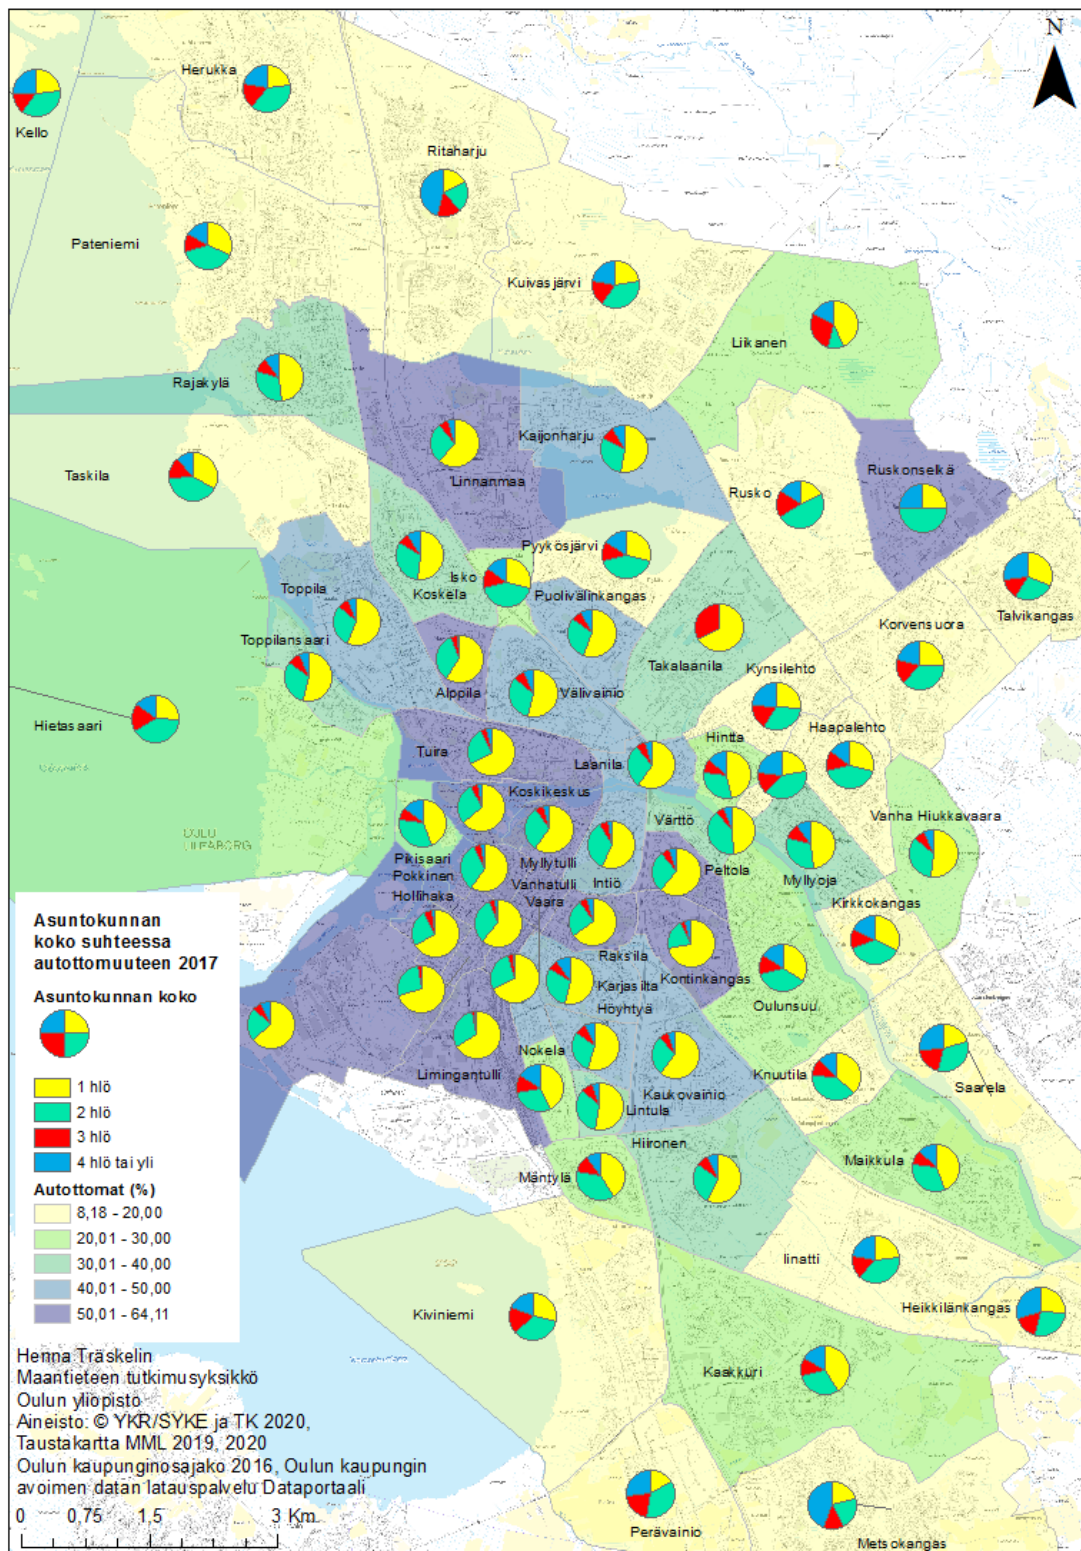 N
Herukka
Kello
Ritaharju
Pateniemi
Kuivasjärvi
Liikanen
Rajakylä
Kaijonharju
Linnanmaa
Ruskonselkä
Taskila
Rusko
Pyykösjärvi
Isko
Koskela
Toppila
Puolivälinkangas
Talvikangas
Korvensuora
Toppilansaari
Takalaanila
Kynsilehto
Alppila
Välivainio
Hietasaari
Haapalehto
Hintta
Tuira
Laanila
Koskikeskus
Värttö
Vanha Hiukkavaara
Pikisaari
Myllytulli
Peltola
Pokkinen
Intiö
Myllyoja
Vanhatulli
Hollihaka
Vaara
Kirkkokangas
Raksila
Kontinkangas
Karjasilta
Oulunsuu
Höyhtyä
Nokela
Limingantulli
Kaukovainio
Knuutila
Saarela
Lintula
Hiironen
Mäntylä
Maikkula
Iinatti
Kiviniemi
Heikkilänkangas
Kaakkuri
Perävainio
Metsokangas
OULU
ULEÅBORG
Asuntokunnan
koko suhteessa
autottomuuteen 2017
Asuntokunnan koko
1 hlö
2 hlö
3 hlö
4 hlö tai yli
Autottomat (%)
8,18 - 20,00
20,01 - 30,00
30,01 - 40,00
40,01 - 50,00
50,01 - 64,11
Henna Träskelin
Maantieteen tutkimusyksikkö
Oulun yliopisto
Aineisto: © YKR/SYKE ja TK 2020,
Taustakartta MML 2019, 2020
Oulun kaupunginosajako 2016, Oulun kaupungin
avoimen datan latauspalvelu Dataportaali
0 0.75 1.5 3 Km